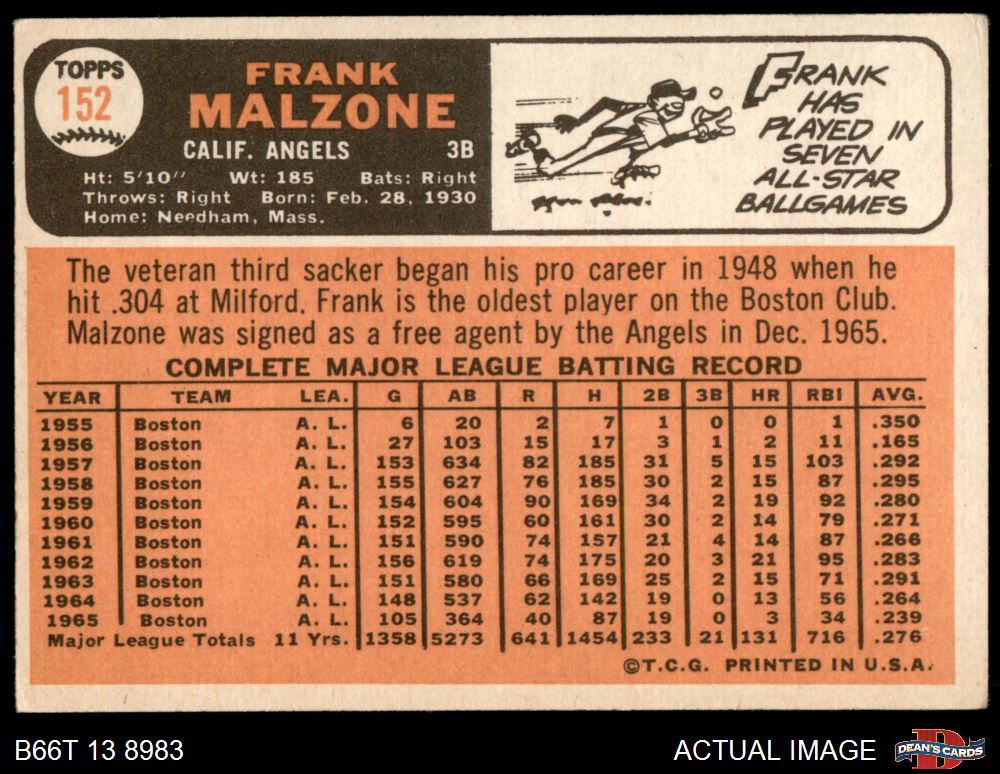 TOPPS
152
FRANK
MALZONE
CALIF. ANGELS 3B
Ht: 5'10" Wt: 185 Bats: Right
Throws: Right Born: Feb. 28, 1930
Home: Needham, Mass.
FRANK
HAS
PLAYED IN
SEVEN
ALL-STAR
BALLGAMES
The veteran third sacker began his pro career in 1948 when he
hit .304 at Milford. Frank is the oldest player on the Boston Club.
Malzone was signed as a free agent by the Angels in Dec. 1965.
COMPLETE MAJOR LEAGUE BATTING RECORD
YEAR TEAM LEA. G AB R H 2B 3B HR RBI AVG.
1955 Boston A. L. 6 20 2 7 1 0 0 1 .350
1956 Boston A. L. 27 103 15 17 3 1 2 11 .165
1957 Boston A. L. 153 634 82 185 31 5 15 103 .292
1958 Boston A. L. 155 627 76 185 30 2 15 87 .295
1959 Boston A. L. 154 604 90 169 34 2 19 92 .280
1960 Boston A. L. 152 595 60 161 30 2 14 79 .271
1961 Boston A. L. 151 590 74 157 21 4 14 87 .266
1962 Boston A. L. 156 619 74 175 20 3 21 95 .283
1963 Boston A. L. 151 580 66 169 25 2 15 71 .291
1964 Boston A. L. 148 537 62 142 19 0 13 56 .264
1965 Boston A. L. 105 364 40 87 19 0 3 34 .239
Major League Totals 11 Yrs. 1358 5273 641 1454 233 21 131 716 .276
©T.C.G. PRINTED IN U.S.A.
B66T 13 8983
ACTUAL IMAGE
DEAN'S CARDS